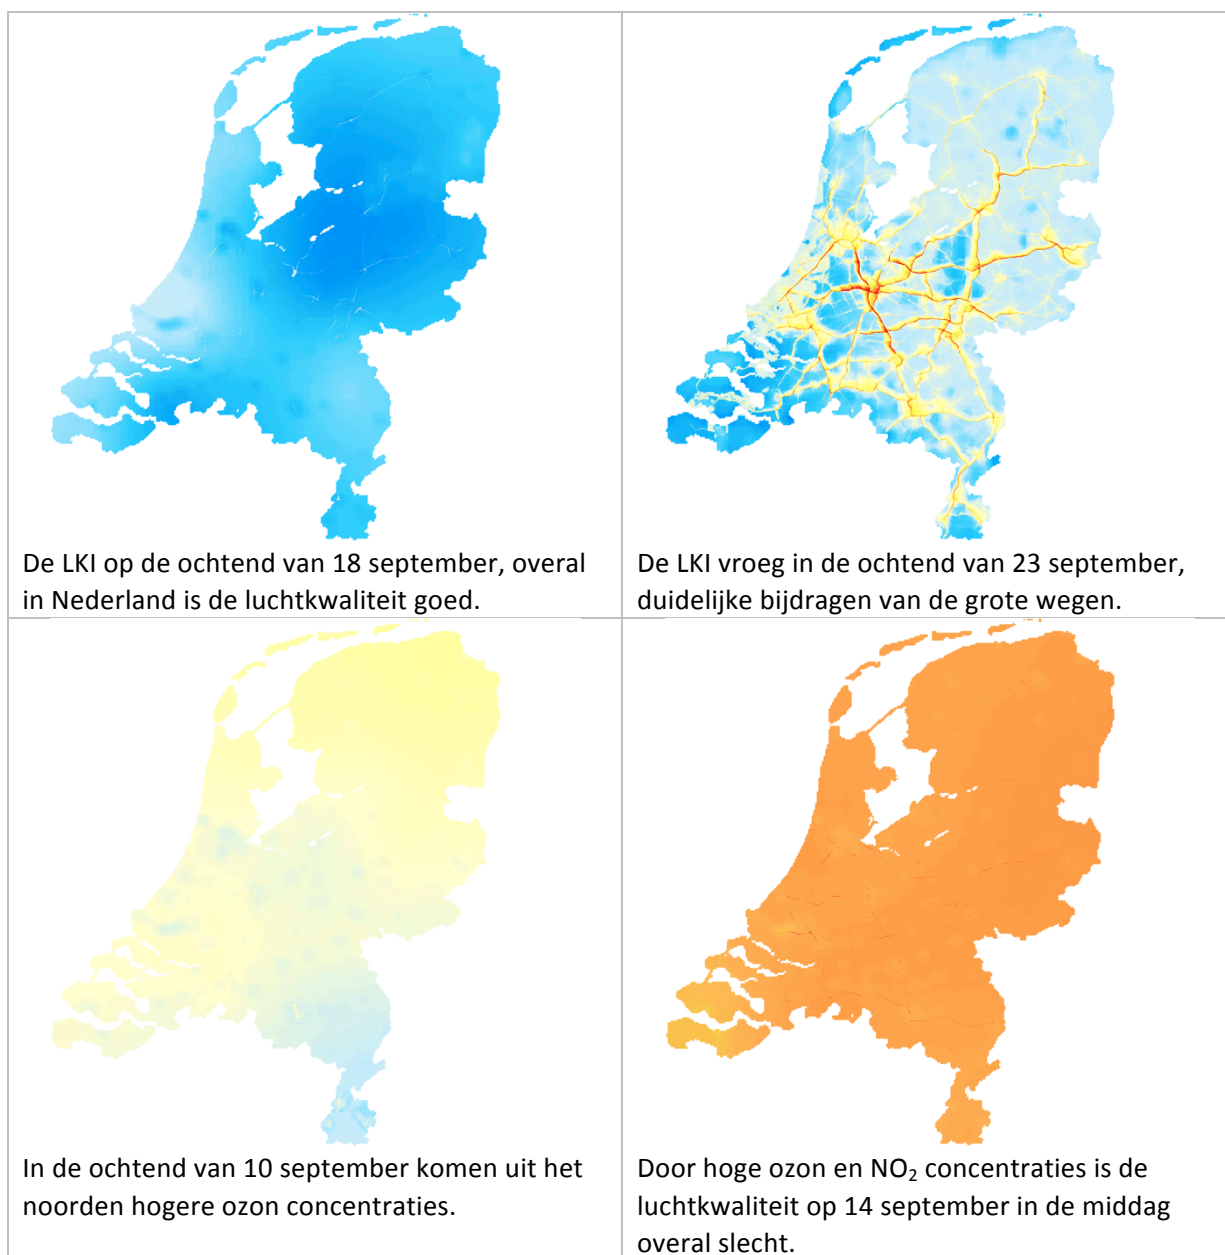 De LKI op de ochtend van 18 september, overal
in Nederland is de luchtkwaliteit goed.
De LKI vroeg in de ochtend van 23 september,
duidelijke bijdragen van de grote wegen.
In de ochtend van 10 september komen uit het
noorden hogere ozon concentraties.
Door hoge ozon en NO₂ concentraties is de
luchtkwaliteit op 14 september in de middag
overal slecht.